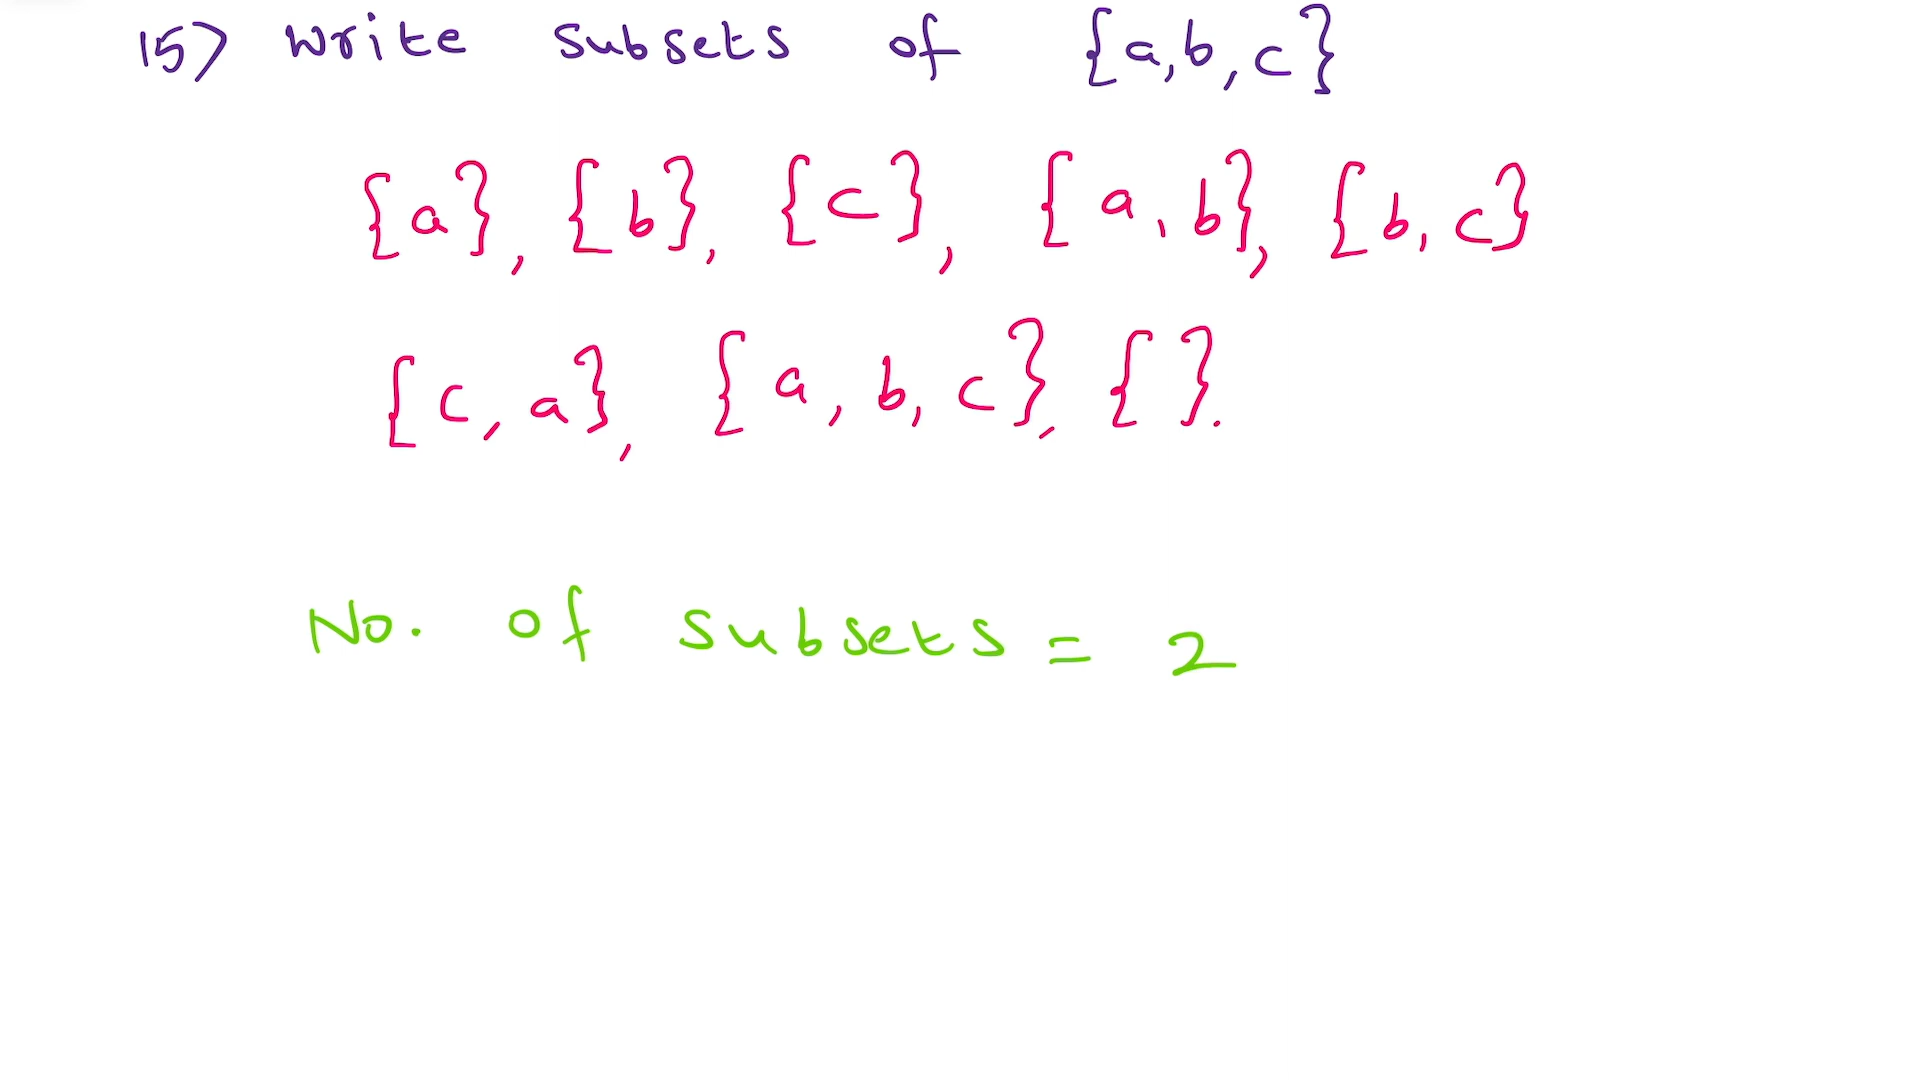 15) Write subsets of {a,b,c}
{a}, {b}, {c}, {a,b}, {b,c}
{c,a}, {a,b,c}, { }.
No. of subsets = 2